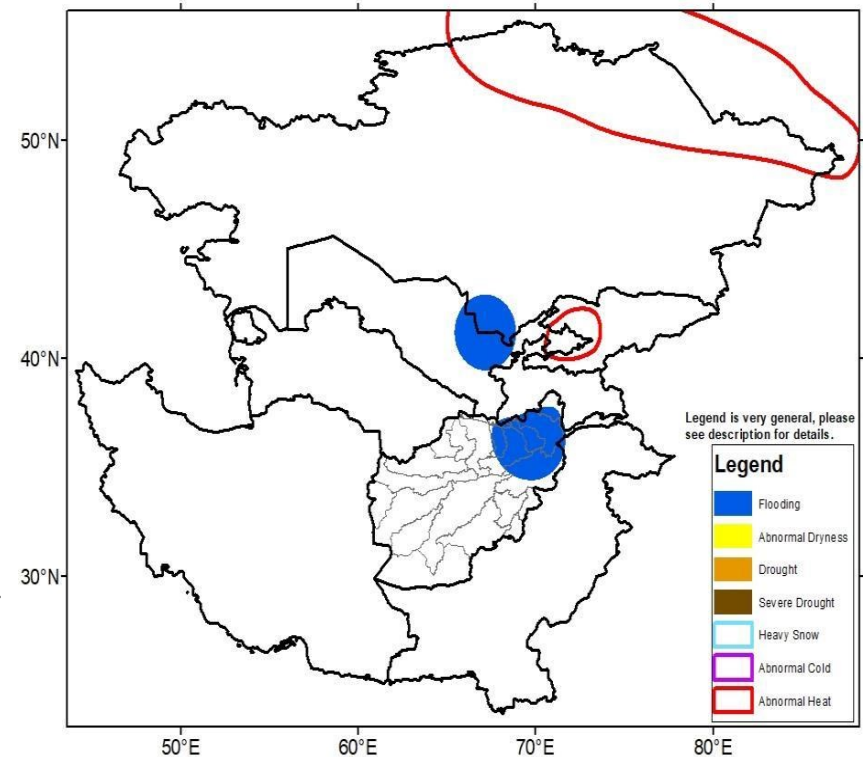 50°N
40°N
30°N
50°E
60°E
70°E
80°E
Legend is very general, please
see description for details.
Legend
Flooding
Abnormal Dryness
Drought
Severe Drought
Heavy Snow
Abnormal Cold
Abnormal Heat